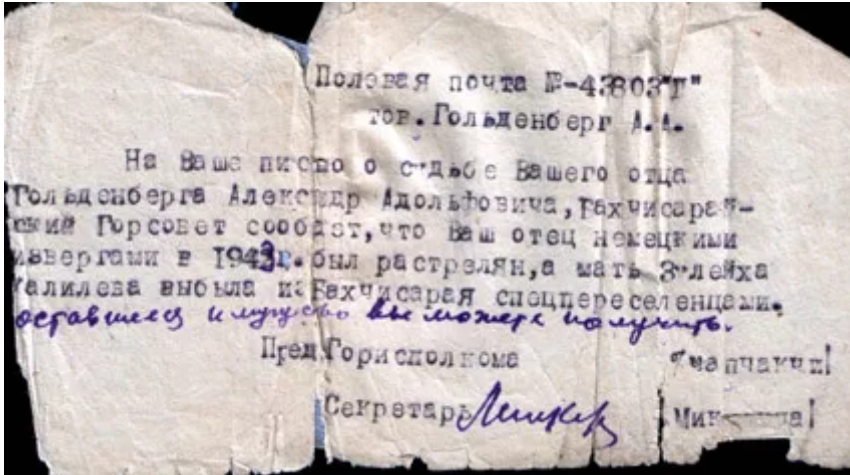 Полевая почта №-43803"Г"
тов.Гольденберг А.А.
На Ваше письмо о судьбе Вашего отца
Гольденберга Александр Адольфовича,Бахчисарай-
ский Горсовет сообщает,что Ваш отец немецкими
извергами в 1943г.был растрелян,а мать Зулейха
Халилева выбыла из Бахчисарая спецпереселенцами.
оставшееся имущество вы можете получить.
Пред.Горисполкома
Секретарь